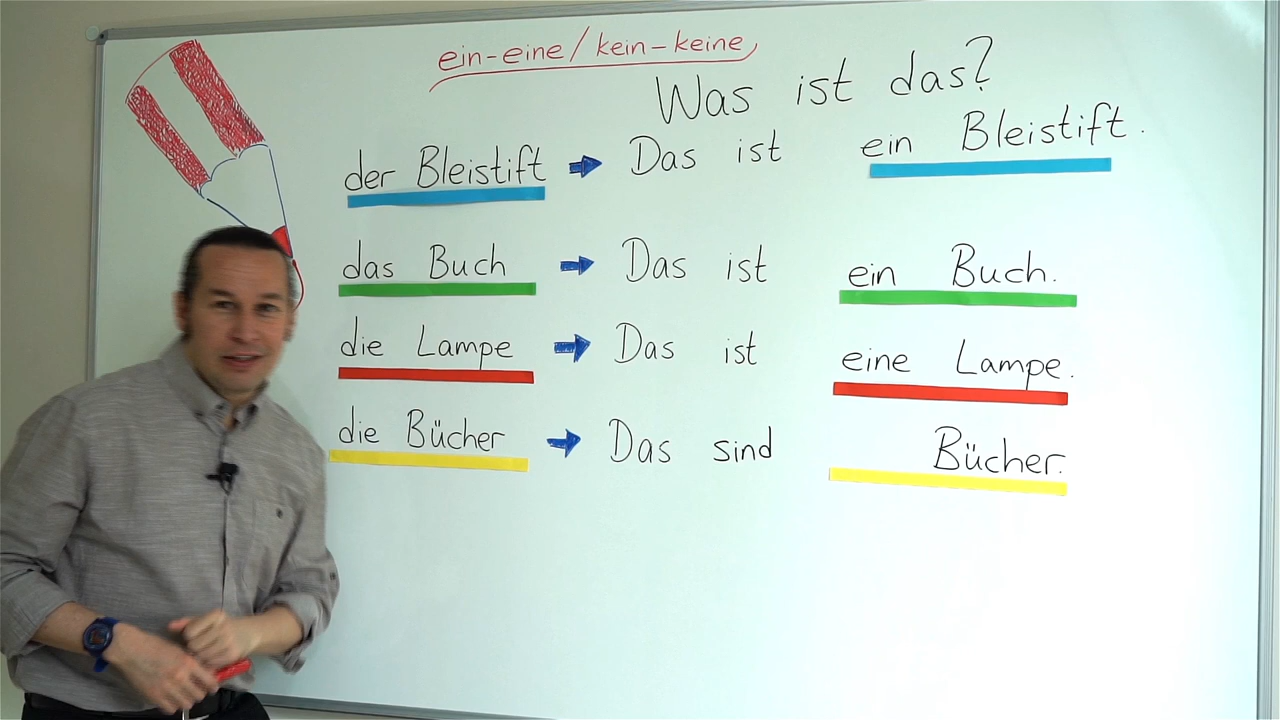 ein-eine/kein-keine
Was ist das?
der Bleistift → Das ist ein Bleistift.
das Buch → Das ist ein Buch.
die Lampe → Das ist eine Lampe.
die Bücher → Das sind Bücher.